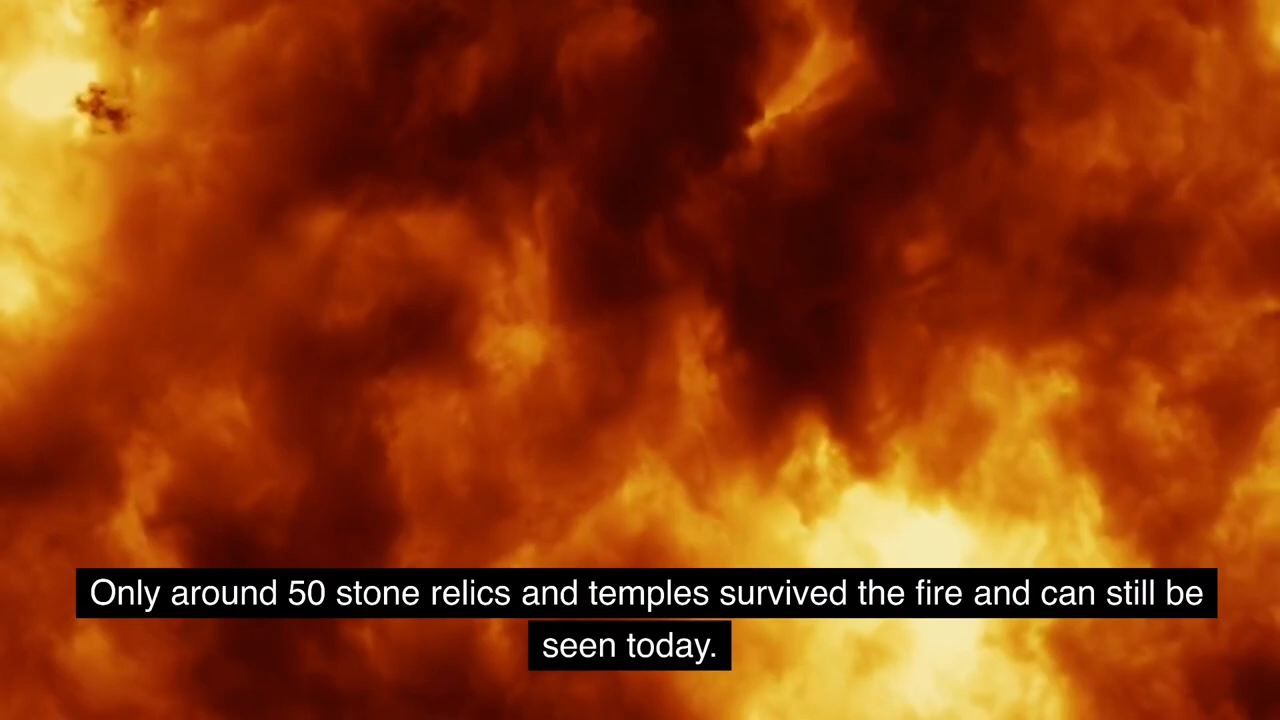 Only around 50 stone relics and temples survived the fire and can still be
seen today.